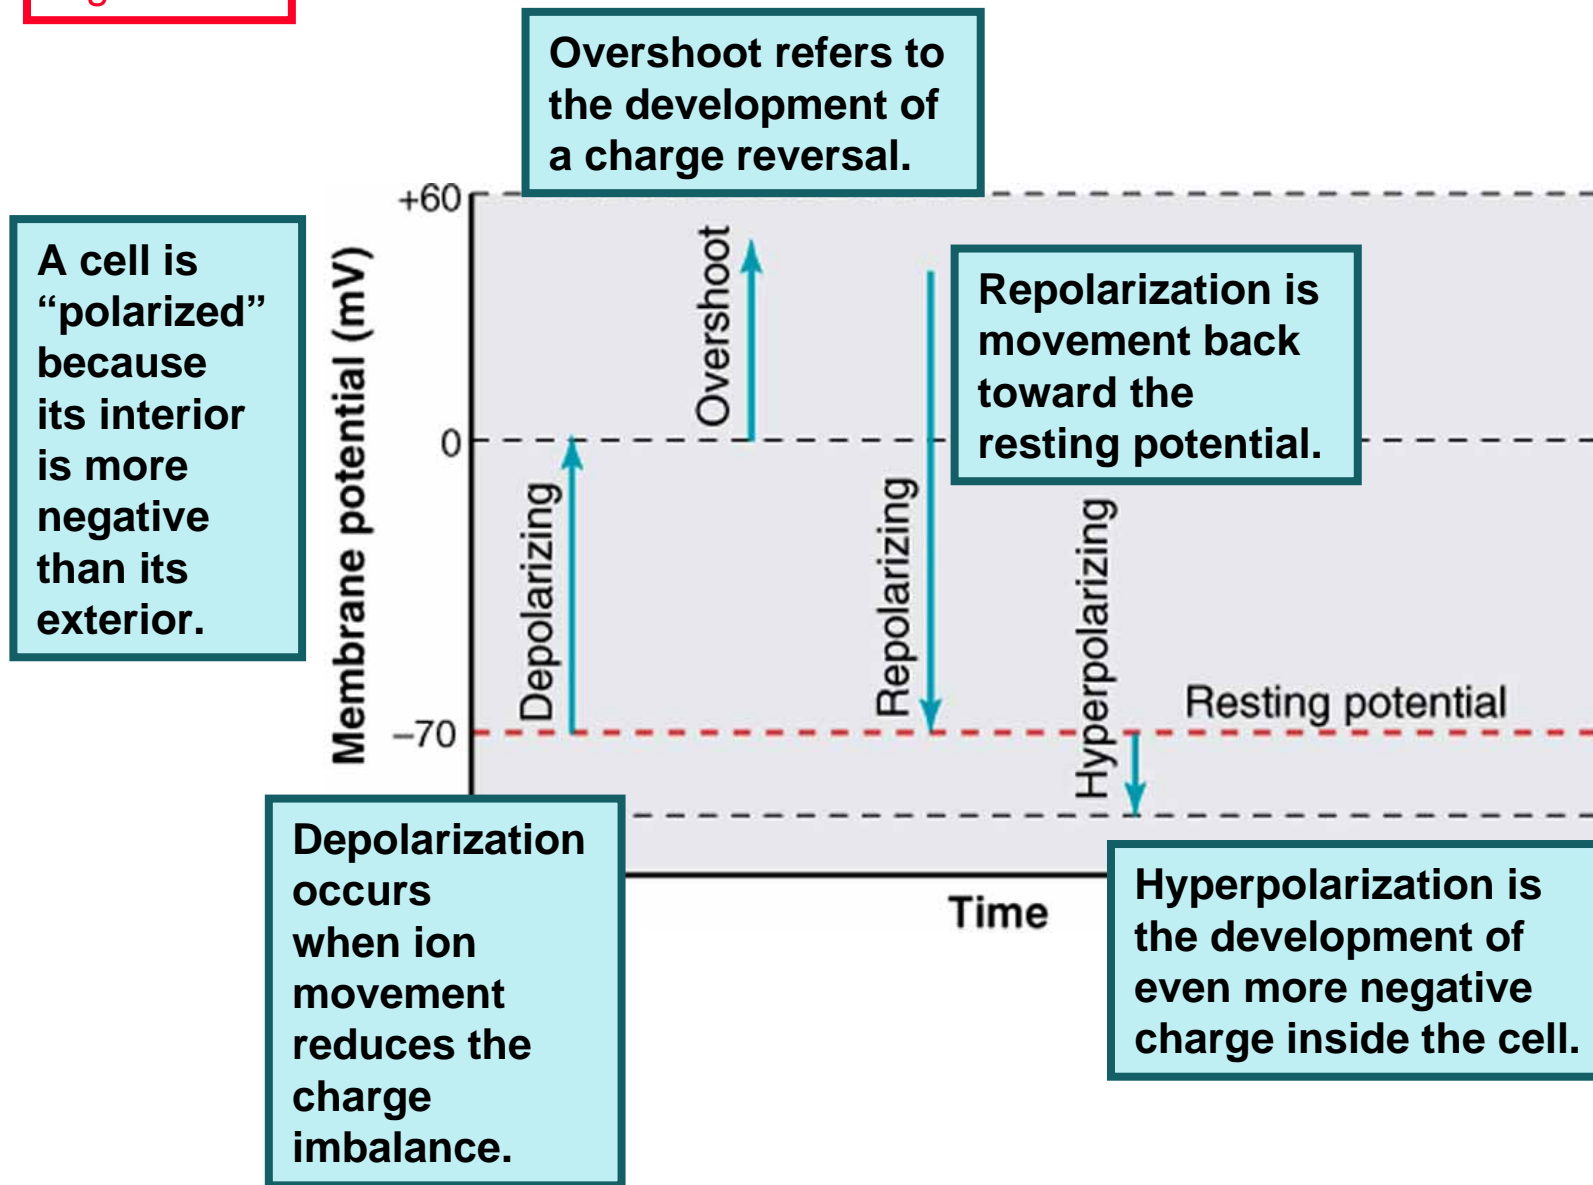 Overshoot refers to
the development of
a charge reversal.
A cell is
“polarized”
because
its interior
is more
negative
than its
exterior.
Membrane potential (mV)
+60
0
–70
Depolarizing
Overshoot
Repolarizing
Repolarization is
movement back
toward the
resting potential.
Hyperpolarizing
Resting potential
Depolarization
occurs
when ion
movement
reduces the
charge
imbalance.
Time
Hyperpolarization is
the development of
even more negative
charge inside the cell.